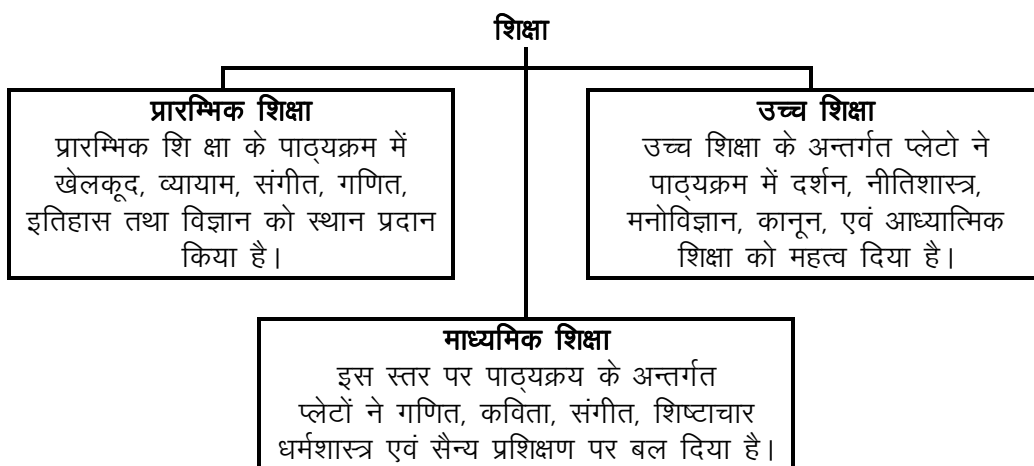 शिक्षा
प्रारम्भिक शिक्षा
प्रारम्भिक शि क्षा के पाठ्यक्रम में
खेलकूद, व्यायाम, संगीत, गणित,
इतिहास तथा विज्ञान को स्थान प्रदान
किया है।
उच्च शिक्षा
उच्च शिक्षा के अन्तर्गत प्लेटो ने
पाठ्यक्रम में दर्शन, नीतिशास्त्र,
मनोविज्ञान, कानून, एवं आध्यात्मिक
शिक्षा को महत्व दिया है।
माध्यमिक शिक्षा
इस स्तर पर पाठ्यक्रय के अन्तर्गत
प्लेटों ने गणित, कविता, संगीत, शिष्टाचार
धर्मशास्त्र एवं सैन्य प्रशिक्षण पर बल दिया है।